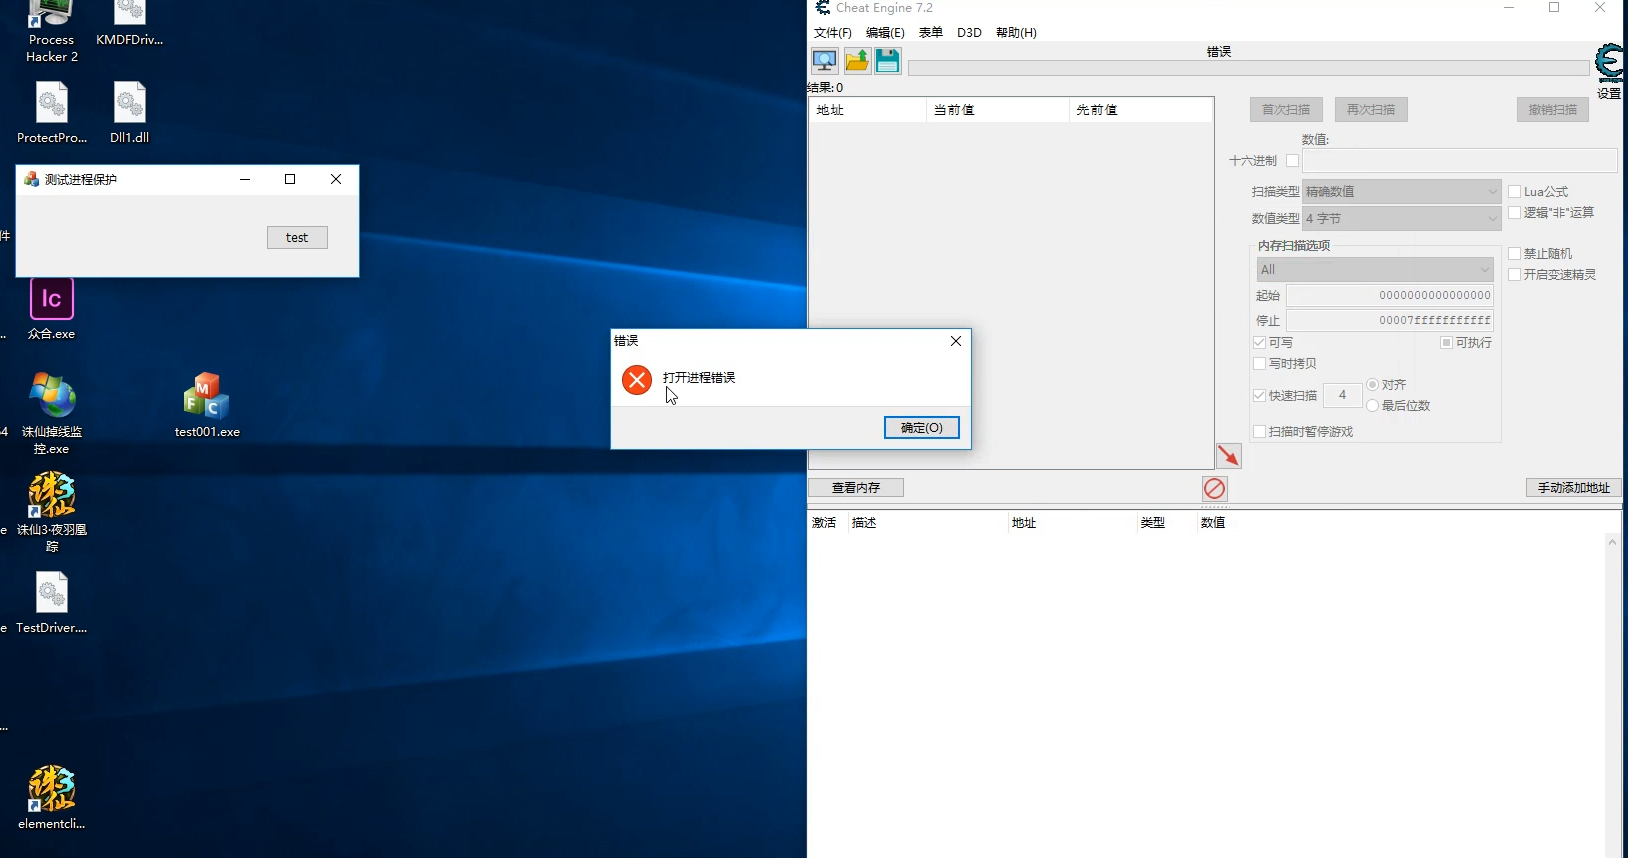 Process
Hacker 2
KMDFDriv...
ProtectPro...
Dll1.dll
测试进程保护
test
件
Ic
众合.exe
...
诛仙掉线监
控.exe
64
test001.exe
诛仙3·夜羽凰
踪
e
TestDriver....
e
...
elementcli...
Cheat Engine 7.2
文件(F) 编辑(E) 表单 D3D 帮助(H)
错误
设置
结果:0
地址 当前值 先前值
首次扫描 再次扫描 撤销扫描
数值:
十六进制
扫描类型 精确数值 Lua公式
数值类型 4 字节 逻辑"非"运算
内存扫描选项
All
禁止随机
开启变速精灵
起始 0000000000000000
停止 00007fffffffffff
可写 可执行
写时拷贝
快速扫描 4 对齐
最后位数
扫描时暂停游戏
错误
打开进程错误
确定(O)
查看内存 手动添加地址
激活 描述 地址 类型 数值